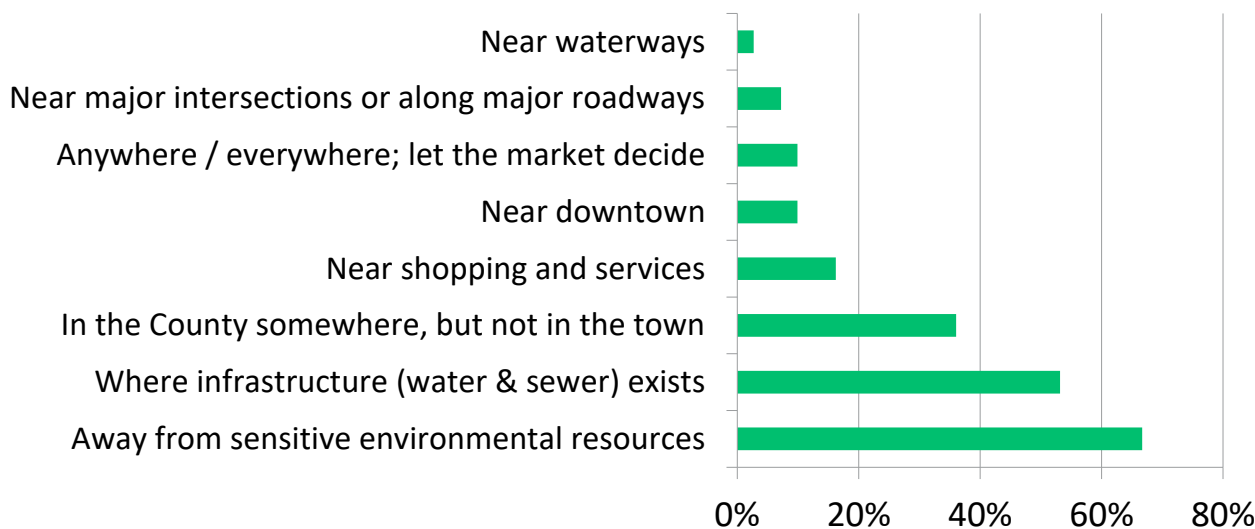 Near waterways
Near major intersections or along major roadways
Anywhere / everywhere; let the market decide
Near downtown
Near shopping and services
In the County somewhere, but not in the town
Where infrastructure (water & sewer) exists
Away from sensitive environmental resources
0% 20% 40% 60% 80%